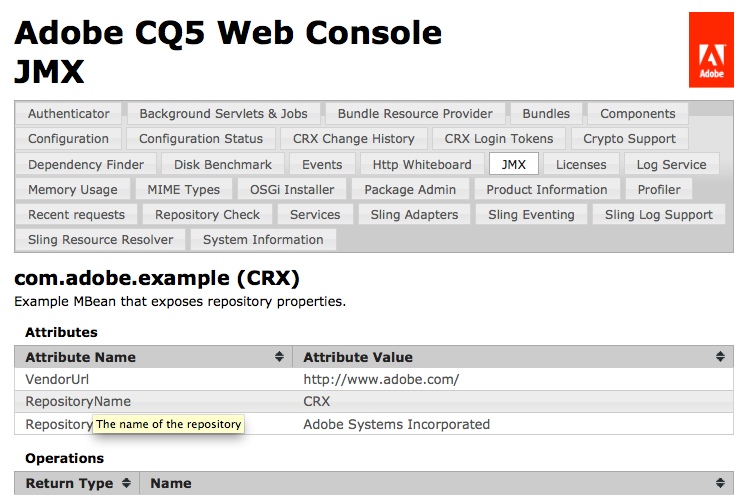 Adobe CQ5 Web Console
JMX
Adobe
Authenticator Background Servlets & Jobs Bundle Resource Provider Bundles Components
Configuration Configuration Status CRX Change History CRX Login Tokens Crypto Support
Dependency Finder Disk Benchmark Events Http Whiteboard JMX Licenses Log Service
Memory Usage MIME Types OSGi Installer Package Admin Product Information Profiler
Recent requests Repository Check Services Sling Adapters Sling Eventing Sling Log Support
Sling Resource Resolver System Information
com.adobe.example (CRX)
Example MBean that exposes repository properties.
Attributes
Attribute Name Attribute Value
VendorUrl http://www.adobe.com/
RepositoryName CRX
Repository Adobe Systems Incorporated
The name of the repository
Operations
Return Type Name